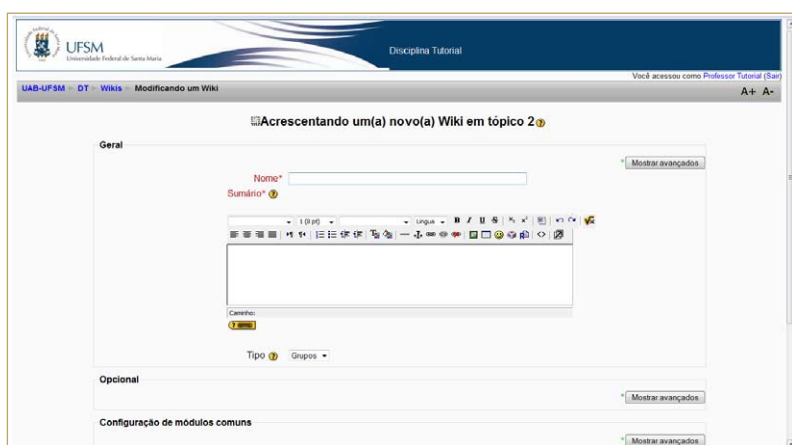 UFSM
Universidade Federal de Santa Maria
Disciplina Tutorial
Você acessou como Professor Tutorial (Sair)
UAB-UFSM ► DT ► Wikis ► Modificando um Wiki
A+ A-
Acrescentando um(a) novo(a) Wiki em tópico 2
Geral
* Mostrar avançados
Nome*
Sumário*
1 (8 pt) Língua B I U S
Caminho:
Tipo Grupos
Opcional
* Mostrar avançados
Configuração de módulos comuns
* Mostrar avançados